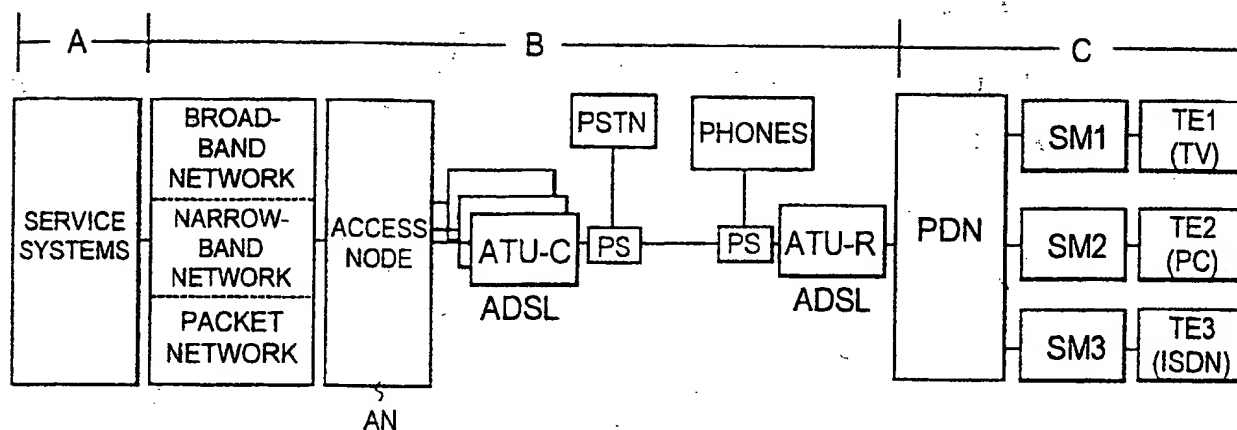 A
B
C
SERVICE
SYSTEMS
BROAD-
BAND
NETWORK
NARROW-
BAND
NETWORK
PACKET
NETWORK
ACCESS
NODE
AN
ATU-C
ADSL
PSTN
PS
PHONES
PS
ATU-R
ADSL
PDN
SM1
TE1
(TV)
SM2
TE2
(PC)
SM3
TE3
(ISDN)